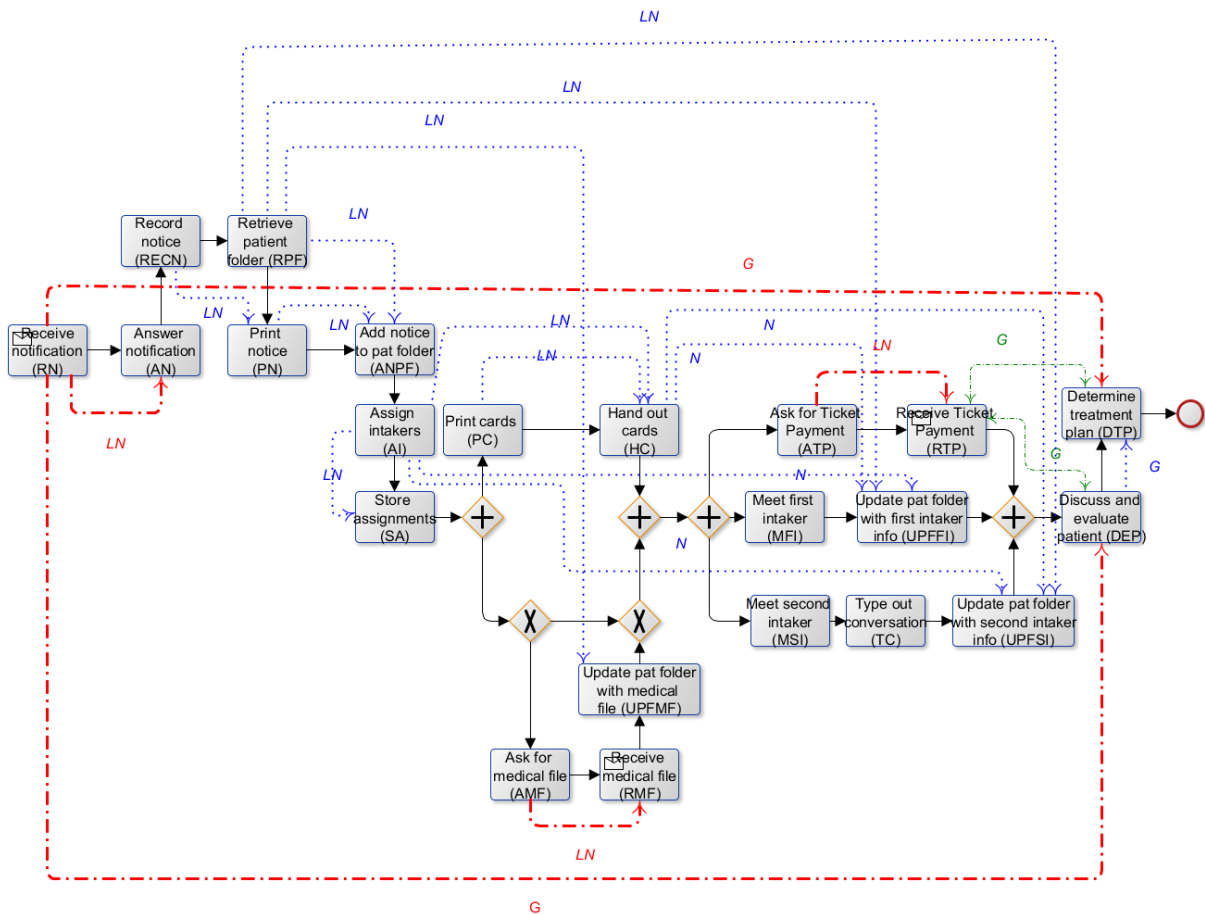 LN
LN
LN
Record
notice
(RECN)
Retrieve
patient
folder (RPF)
LN
G
LN
Receive
notification
(RN)
Answer
notification
(AN)
Print
notice
(PN)
LN
Add notice
to pat folder
(ANPF)
LN
LN
N
N
LN
G
LN
Assign
intakers
(AI)
Print cards
(PC)
Hand out
cards
(HC)
Ask for Ticket
Payment
(ATP)
Receive Ticket
Payment
(RTP)
Determine
treatment
plan (DTP)
G
G
LN
N
Store
assignments
(SA)
Meet first
intaker
(MFI)
Update pat folder
with first intaker
info (UPFFI)
Discuss and
evaluate
patient (DEP)
N
Meet second
intaker
(MSI)
Type out
conversation
(TC)
Update pat folder
with second intaker
info (UPFSI)
Update pat folder
with medical
file (UPFMF)
Ask for
medical file
(AMF)
Receive
medical file
(RMF)
LN
G